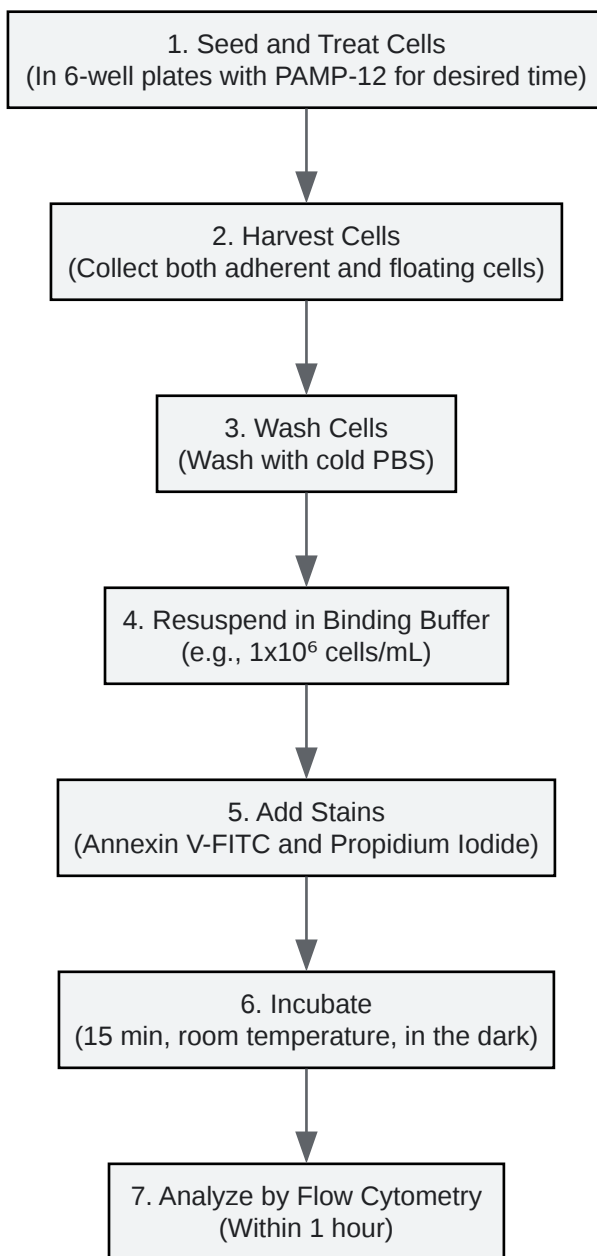 1. Seed and Treat Cells
(In 6-well plates with PAMP-12 for desired time)
2. Harvest Cells
(Collect both adherent and floating cells)
3. Wash Cells
(Wash with cold PBS)
4. Resuspend in Binding Buffer
(e.g., 1x10⁶ cells/mL)
5. Add Stains
(Annexin V-FITC and Propidium Iodide)
6. Incubate
(15 min, room temperature, in the dark)
7. Analyze by Flow Cytometry
(Within 1 hour)